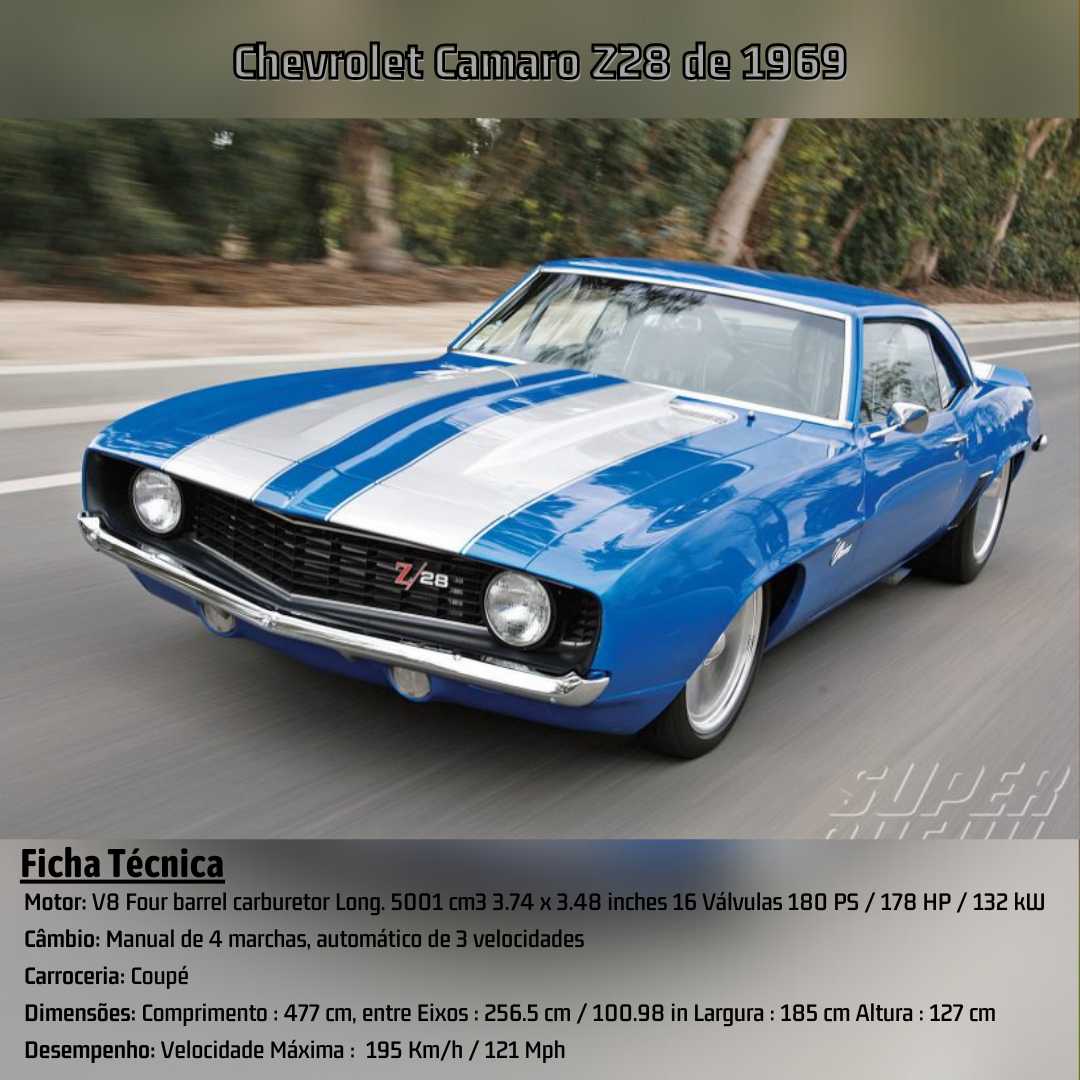 Chevrolet Camaro Z28 de 1969
Z/28
SUPER
Ficha Técnica
Motor: V8 Four barrel carburetor Long. 5001 cm3 3.74 x 3.48 inches 16 Válvulas 180 PS / 178 HP / 132 kW
Câmbio: Manual de 4 marchas, automático de 3 velocidades
Carroceria: Coupé
Dimensões: Comprimento : 477 cm, entre Eixos : 256.5 cm / 100.98 in Largura : 185 cm Altura : 127 cm
Desempenho: Velocidade Máxima : 195 Km/h / 121 Mph